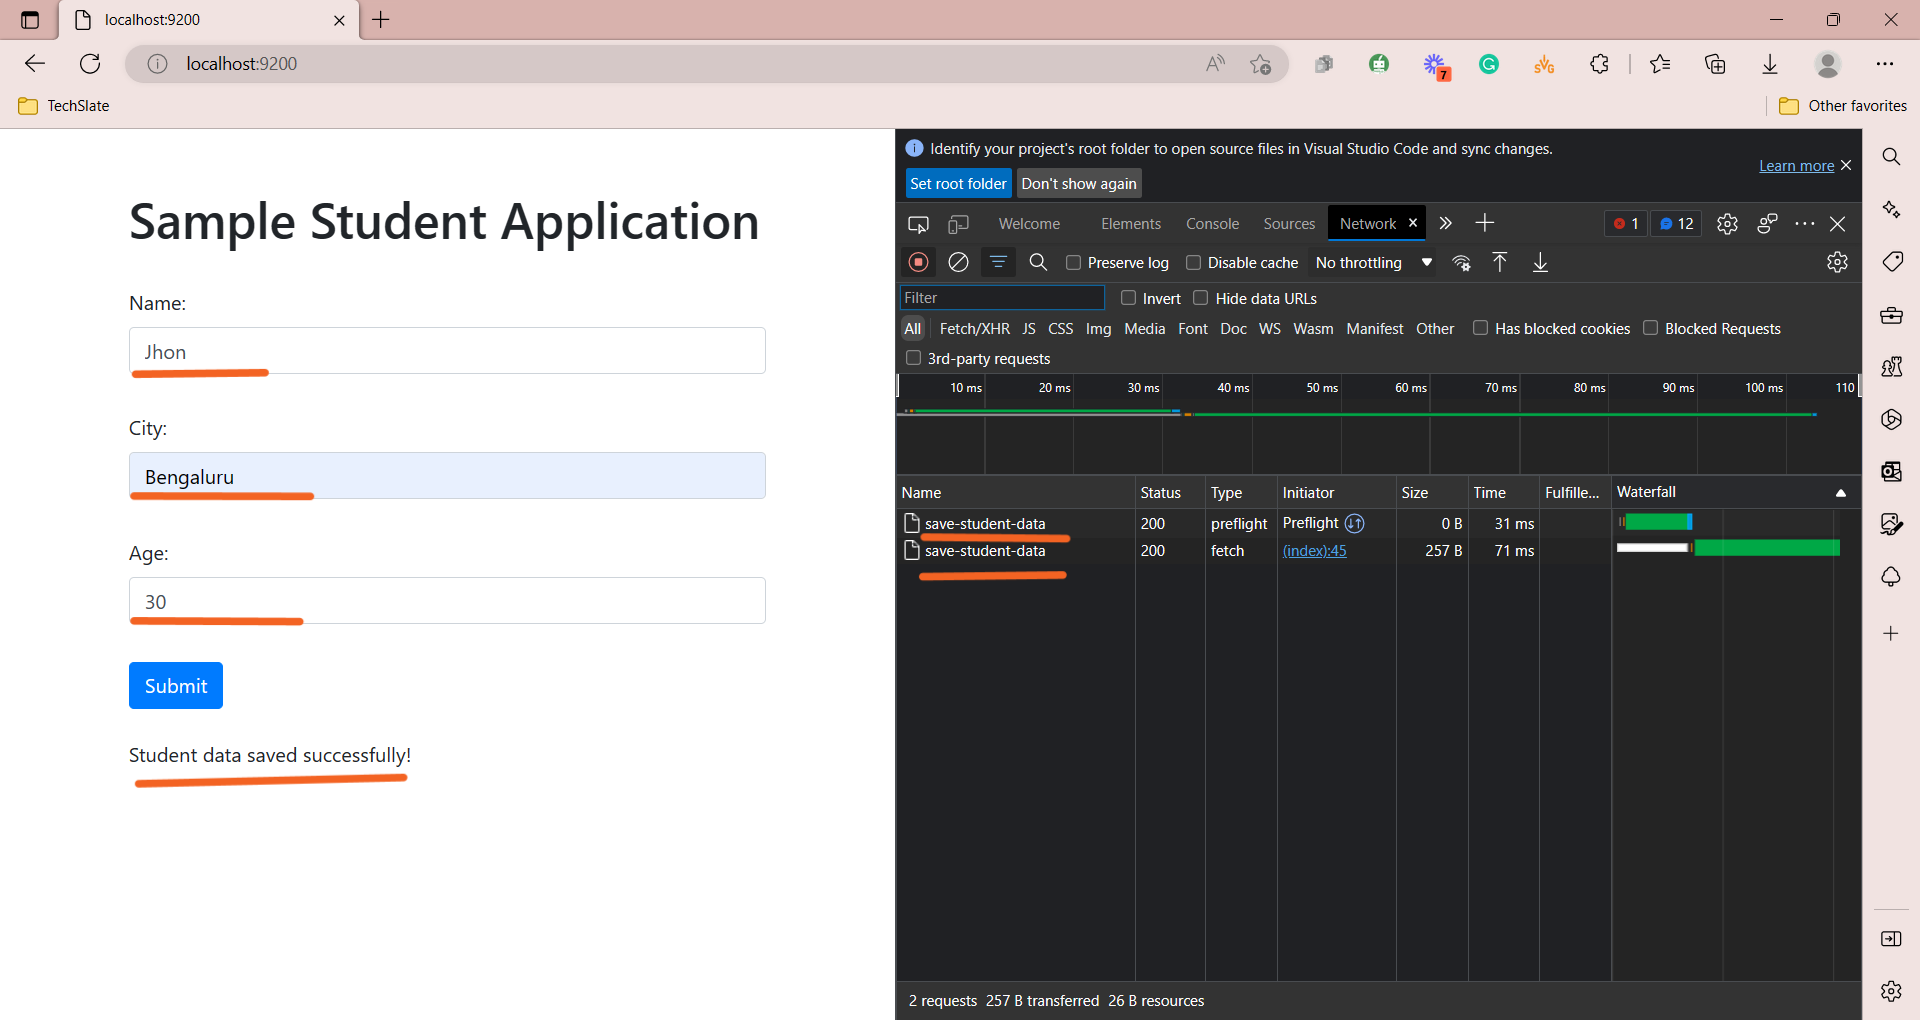 localhost:9200
localhost:9200
7
TechSlate
Other favorites
Sample Student Application
Name:
Jhon
City:
Bengaluru
Age:
30
Submit
Student data saved successfully!
Identify your project's root folder to open source files in Visual Studio Code and sync changes.
Learn more
Set root folder Don't show again
Welcome Elements Console Sources Network 1 12
Preserve log Disable cache No throttling
Filter Invert Hide data URLs
All Fetch/XHR JS CSS Img Media Font Doc WS Wasm Manifest Other Has blocked cookies Blocked Requests
3rd-party requests
10 ms 20 ms 30 ms 40 ms 50 ms 60 ms 70 ms 80 ms 90 ms 100 ms 110
Name Status Type Initiator Size Time Fulfille... Waterfall
save-student-data 200 preflight Preflight 0 B 31 ms
save-student-data 200 fetch (index):45 257 B 71 ms
2 requests 257 B transferred 26 B resources